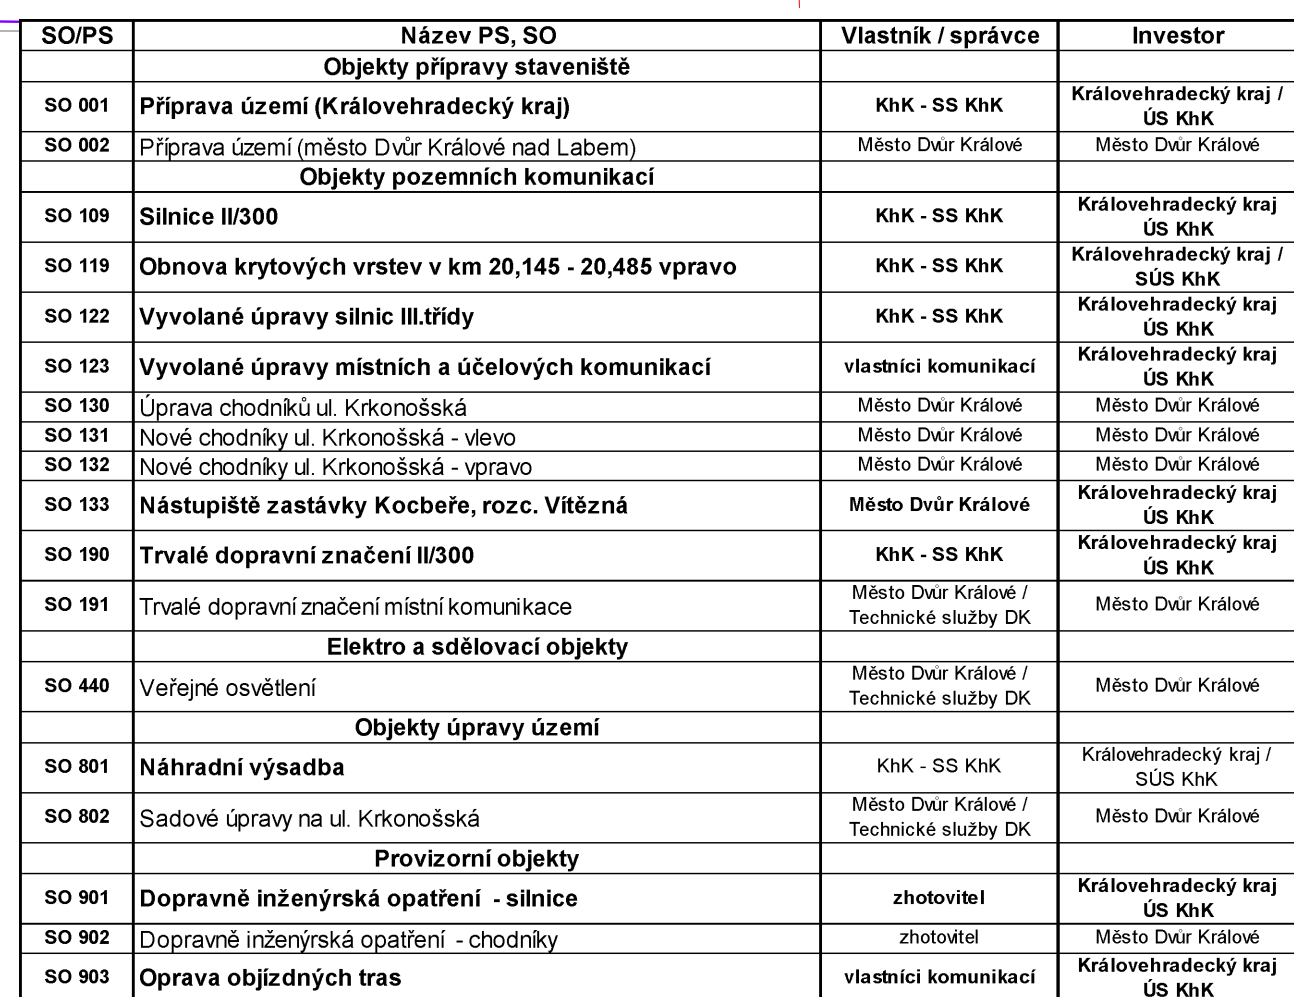 SO/PS Název PS, SO Vlastník / správce Investor
Objekty přípravy staveniště
SO 001 Příprava území (Královehradecký kraj) KhK - SS KhK Královehradecký kraj /
ÚS KhK
SO 002 Příprava území (město Dvůr Králové nad Labem) Město Dvůr Králové Město Dvůr Králové
Objekty pozemních komunikací
SO 109 Silnice II/300 KhK - SS KhK Královehradecký kraj
ÚS KhK
SO 119 Obnova krytových vrstev v km 20,145 - 20,485 vpravo KhK - SS KhK Královehradecký kraj /
SÚS KhK
SO 122 Vyvolané úpravy silnic III.třídy KhK - SS KhK Královehradecký kraj
ÚS KhK
SO 123 Vyvolané úpravy místních a účelových komunikací vlastníci komunikací Královehradecký kraj
ÚS KhK
SO 130 Úprava chodníků ul. Krkonošská Město Dvůr Králové Město Dvůr Králové
SO 131 Nové chodníky ul. Krkonošská - vlevo Město Dvůr Králové Město Dvůr Králové
SO 132 Nové chodníky ul. Krkonošská - vpravo Město Dvůr Králové Město Dvůr Králové
SO 133 Nástupiště zastávky Kocbeře, rozc. Vítězná Město Dvůr Králové Královehradecký kraj
ÚS KhK
SO 190 Trvalé dopravní značení II/300 KhK - SS KhK Královehradecký kraj
ÚS KhK
SO 191 Trvalé dopravní značení místní komunikace Město Dvůr Králové /
Technické služby DK Město Dvůr Králové
Elektro a sdělovací objekty
SO 440 Veřejné osvětlení Město Dvůr Králové /
Technické služby DK Město Dvůr Králové
Objekty úpravy území
SO 801 Náhradní výsadba KhK - SS KhK Královehradecký kraj /
SÚS KhK
SO 802 Sadové úpravy na ul. Krkonošská Město Dvůr Králové /
Technické služby DK Město Dvůr Králové
Provizorní objekty
SO 901 Dopravně inženýrská opatření - silnice zhotovitel Královehradecký kraj
ÚS KhK
SO 902 Dopravně inženýrská opatření - chodníky zhotovitel Město Dvůr Králové
SO 903 Oprava objízdných tras vlastníci komunikací Královehradecký kraj
ÚS KhK